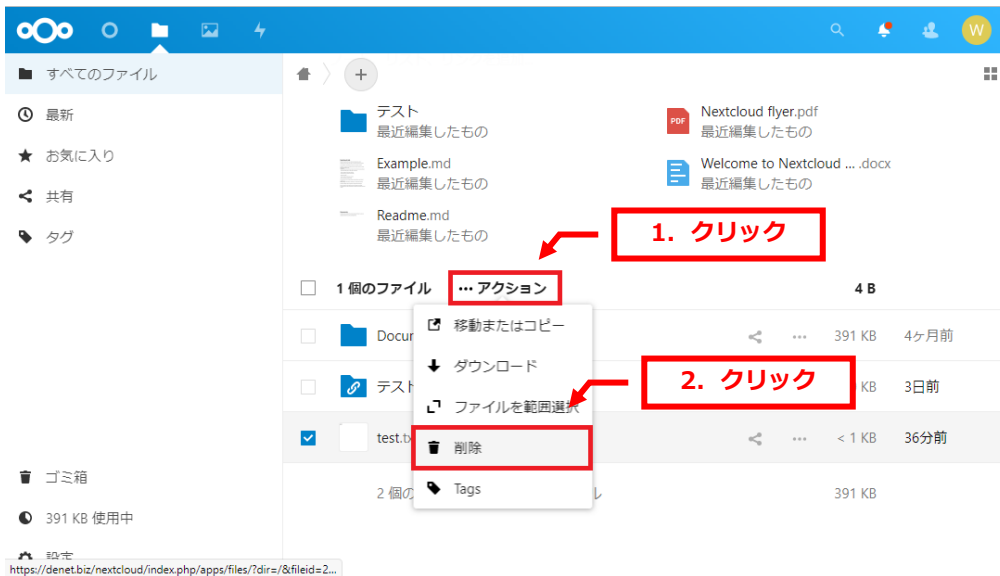 W
すべてのファイル
最新
お気に入り
共有
タグ
テスト
最近編集したもの
PDF
Nextcloud flyer.pdf
最近編集したもの
Example.md
最近編集したもの
Welcome to Nextcloud ... .docx
最近編集したもの
Readme.md
最近編集したもの
1. クリック
1 個のファイル
••• アクション
4 B
移動またはコピー
ダウンロード
ファイルを範囲選択
削除
Tags
2. クリック
391 KB
4ヶ月前
テスト
KB
3日前
< 1 KB
36分前
391 KB
ゴミ箱
391 KB 使用中
設定
https://denet.biz/nextcloud/index.php/apps/files/?dir=/&fileid=2...